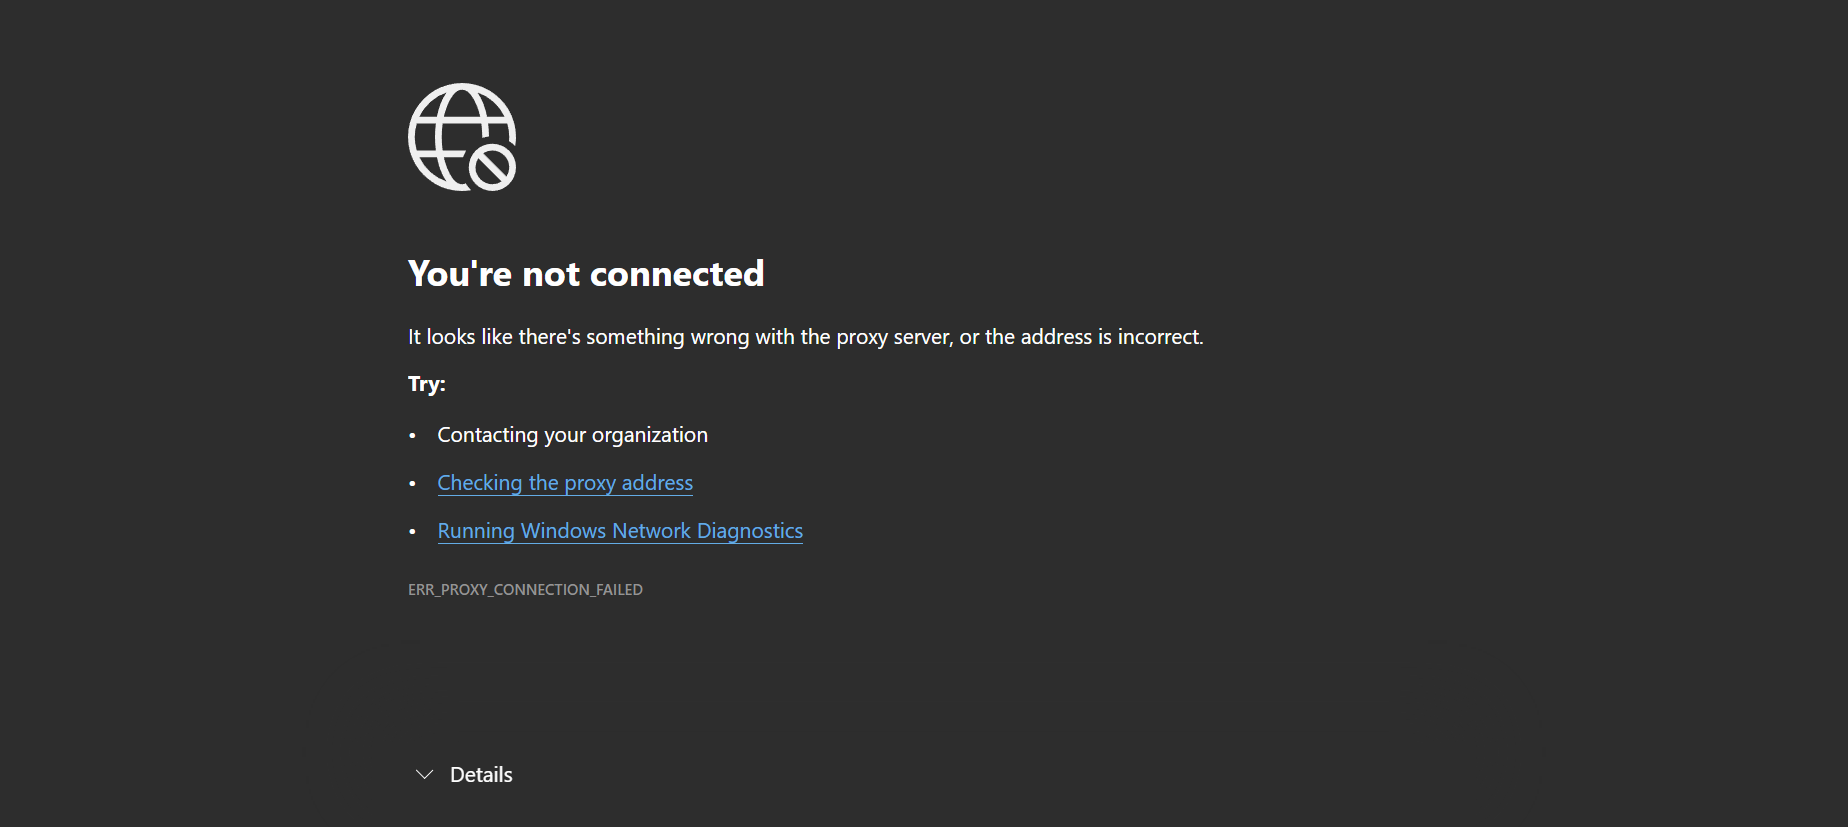 You're not connected
It looks like there's something wrong with the proxy server, or the address is incorrect.
Try:
• Contacting your organization
• Checking the proxy address
• Running Windows Network Diagnostics
ERR_PROXY_CONNECTION_FAILED
Details